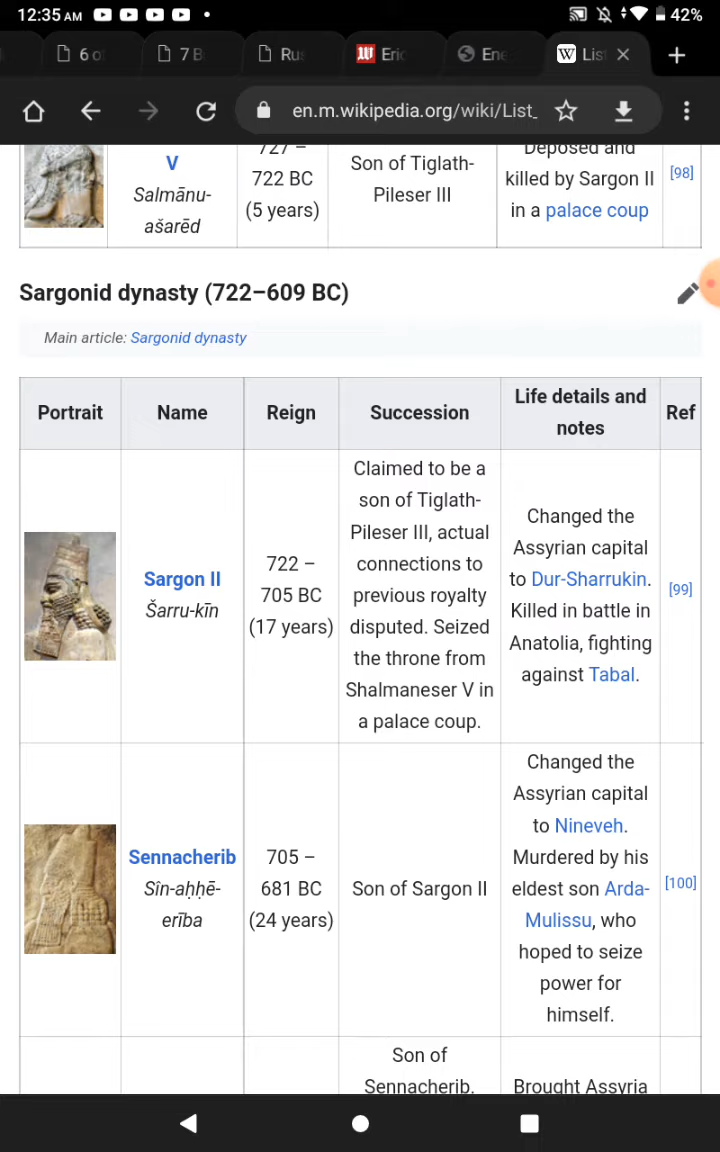 12:35 AM
42%
6 o
7 B
Rus
Eric
Ene
List
en.m.wikipedia.org/wiki/List_
V
Salmānu-
ašarēd
727 –
722 BC
(5 years)
Son of Tiglath-
Pileser III
Deposed and
killed by Sargon II
in a palace coup
[98]
Sargonid dynasty (722–609 BC)
Main article: Sargonid dynasty
Portrait
Name
Reign
Succession
Life details and
notes
Ref
Sargon II
Šarru-kīn
722 –
705 BC
(17 years)
Claimed to be a
son of Tiglath-
Pileser III, actual
connections to
previous royalty
disputed. Seized
the throne from
Shalmaneser V in
a palace coup.
Changed the
Assyrian capital
to Dur-Sharrukin.
Killed in battle in
Anatolia, fighting
against Tabal.
[99]
Sennacherib
Sîn-aḥḥē-
erība
705 –
681 BC
(24 years)
Son of Sargon II
Changed the
Assyrian capital
to Nineveh.
Murdered by his
eldest son Arda-
Mulissu, who
hoped to seize
power for
himself.
[100]
Son of
Sennacherib.
Brought Assyria